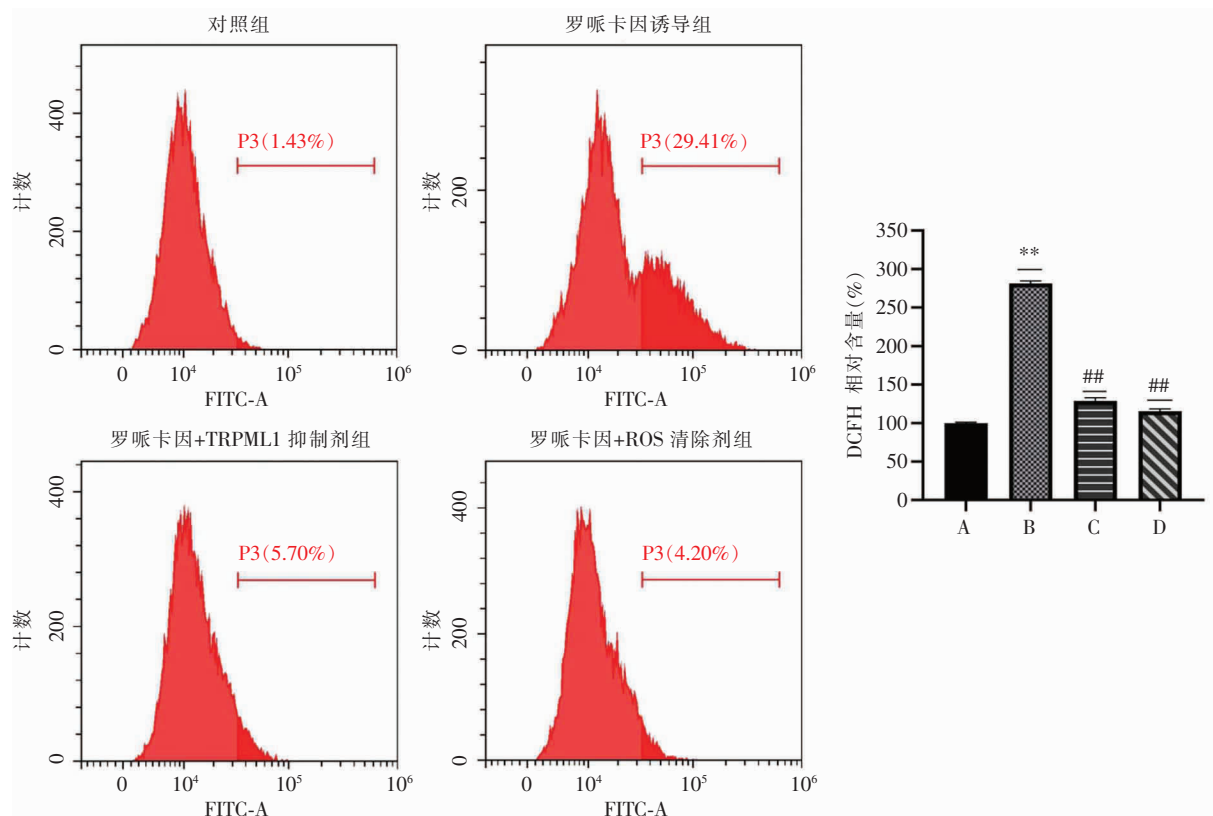 对照组
计数
400
200
0
P3(1.43%)
0 10⁴ 10⁵ 10⁶
FITC-A
罗哌卡因诱导组
计数
200
0
P3(29.41%)
0 10⁴ 10⁵ 10⁶
FITC-A
罗哌卡因+TRPML1 抑制剂组
计数
400
200
0
P3(5.70%)
0 10⁴ 10⁵ 10⁶
FITC-A
罗哌卡因+ROS 清除剂组
计数
400
200
0
P3(4.20%)
0 10⁴ 10⁵ 10⁶
FITC-A
DCFH 相对含量(%)
350
300
250
200
150
100
50
0
**
##
##
A B C D